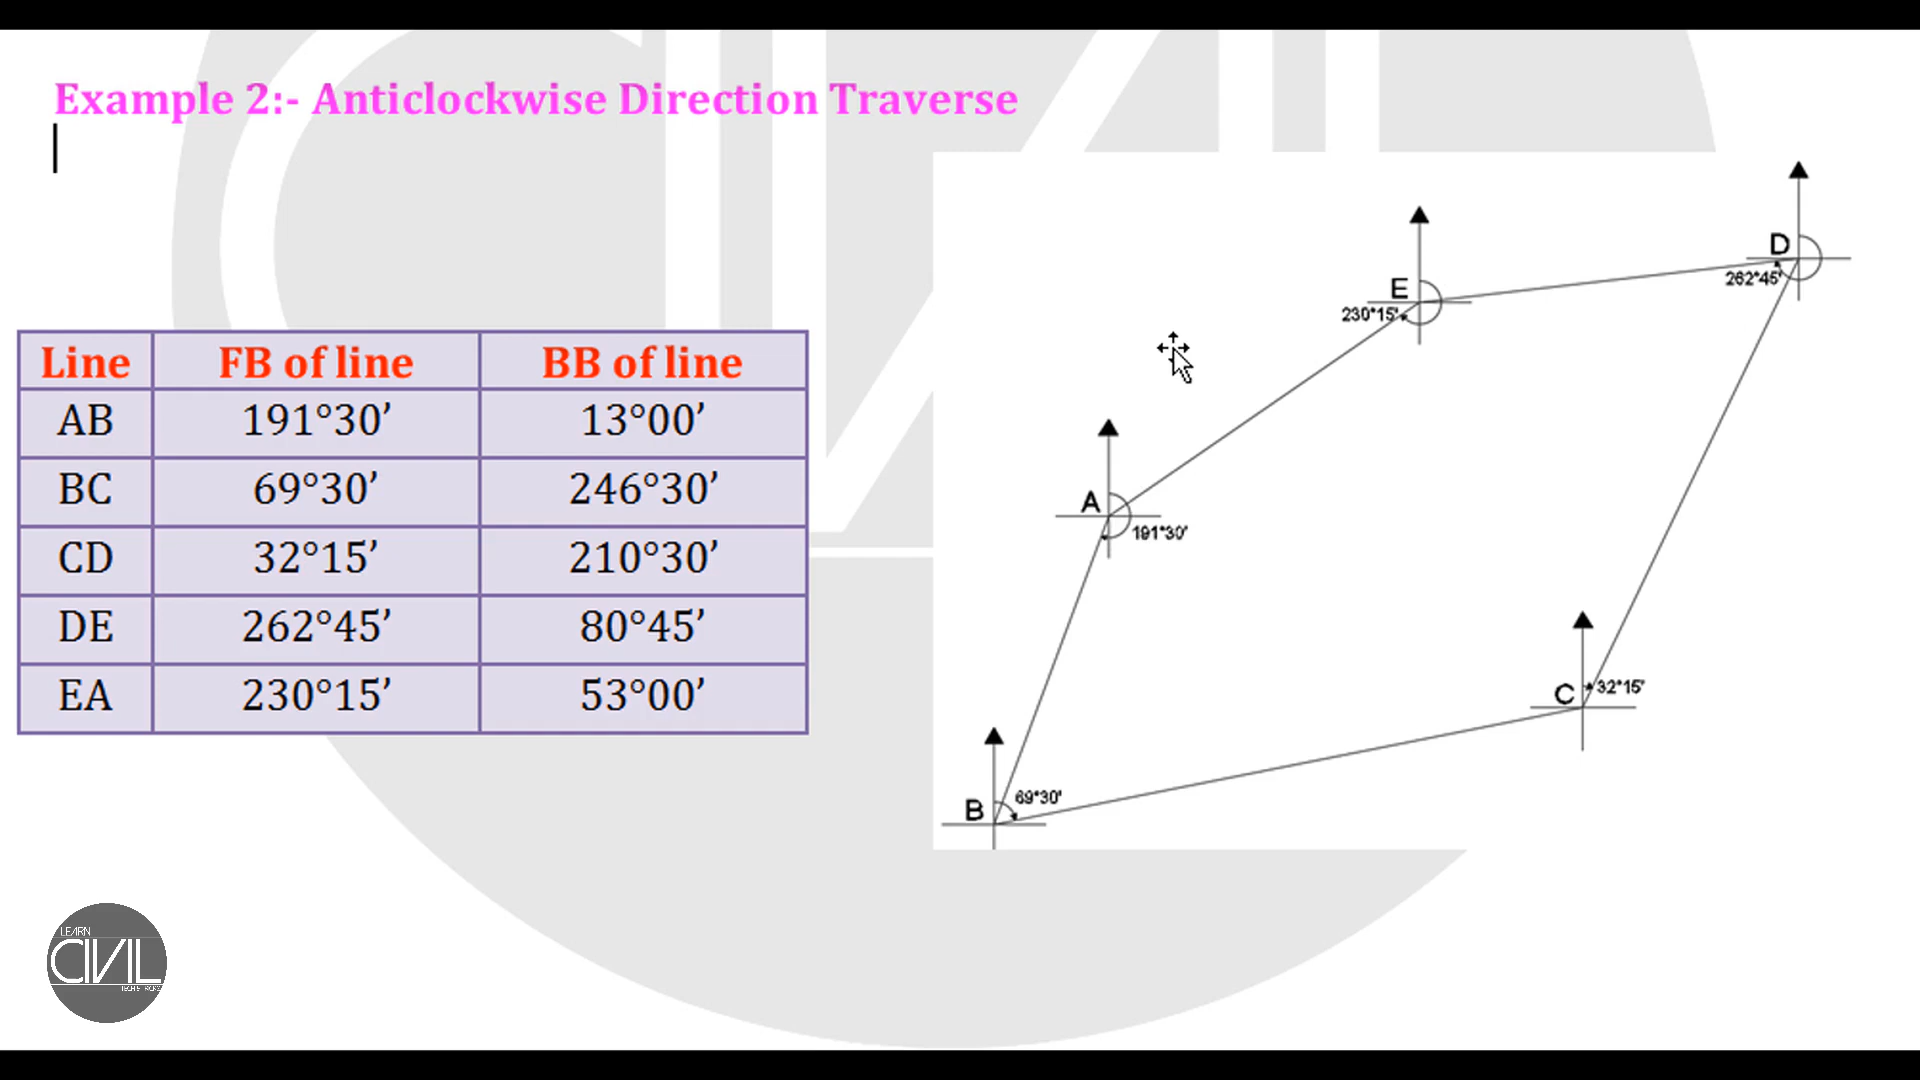 Example 2:- Anticlockwise Direction Traverse
Line FB of line BB of line
AB 191°30’ 13°00’
BC 69°30’ 246°30’
CD 32°15’ 210°30’
DE 262°45’ 80°45’
EA 230°15’ 53°00’
D
262°45'
E
230°15'
A
191°30'
C
32°15'
B
69°30'
LEARN
CIVIL